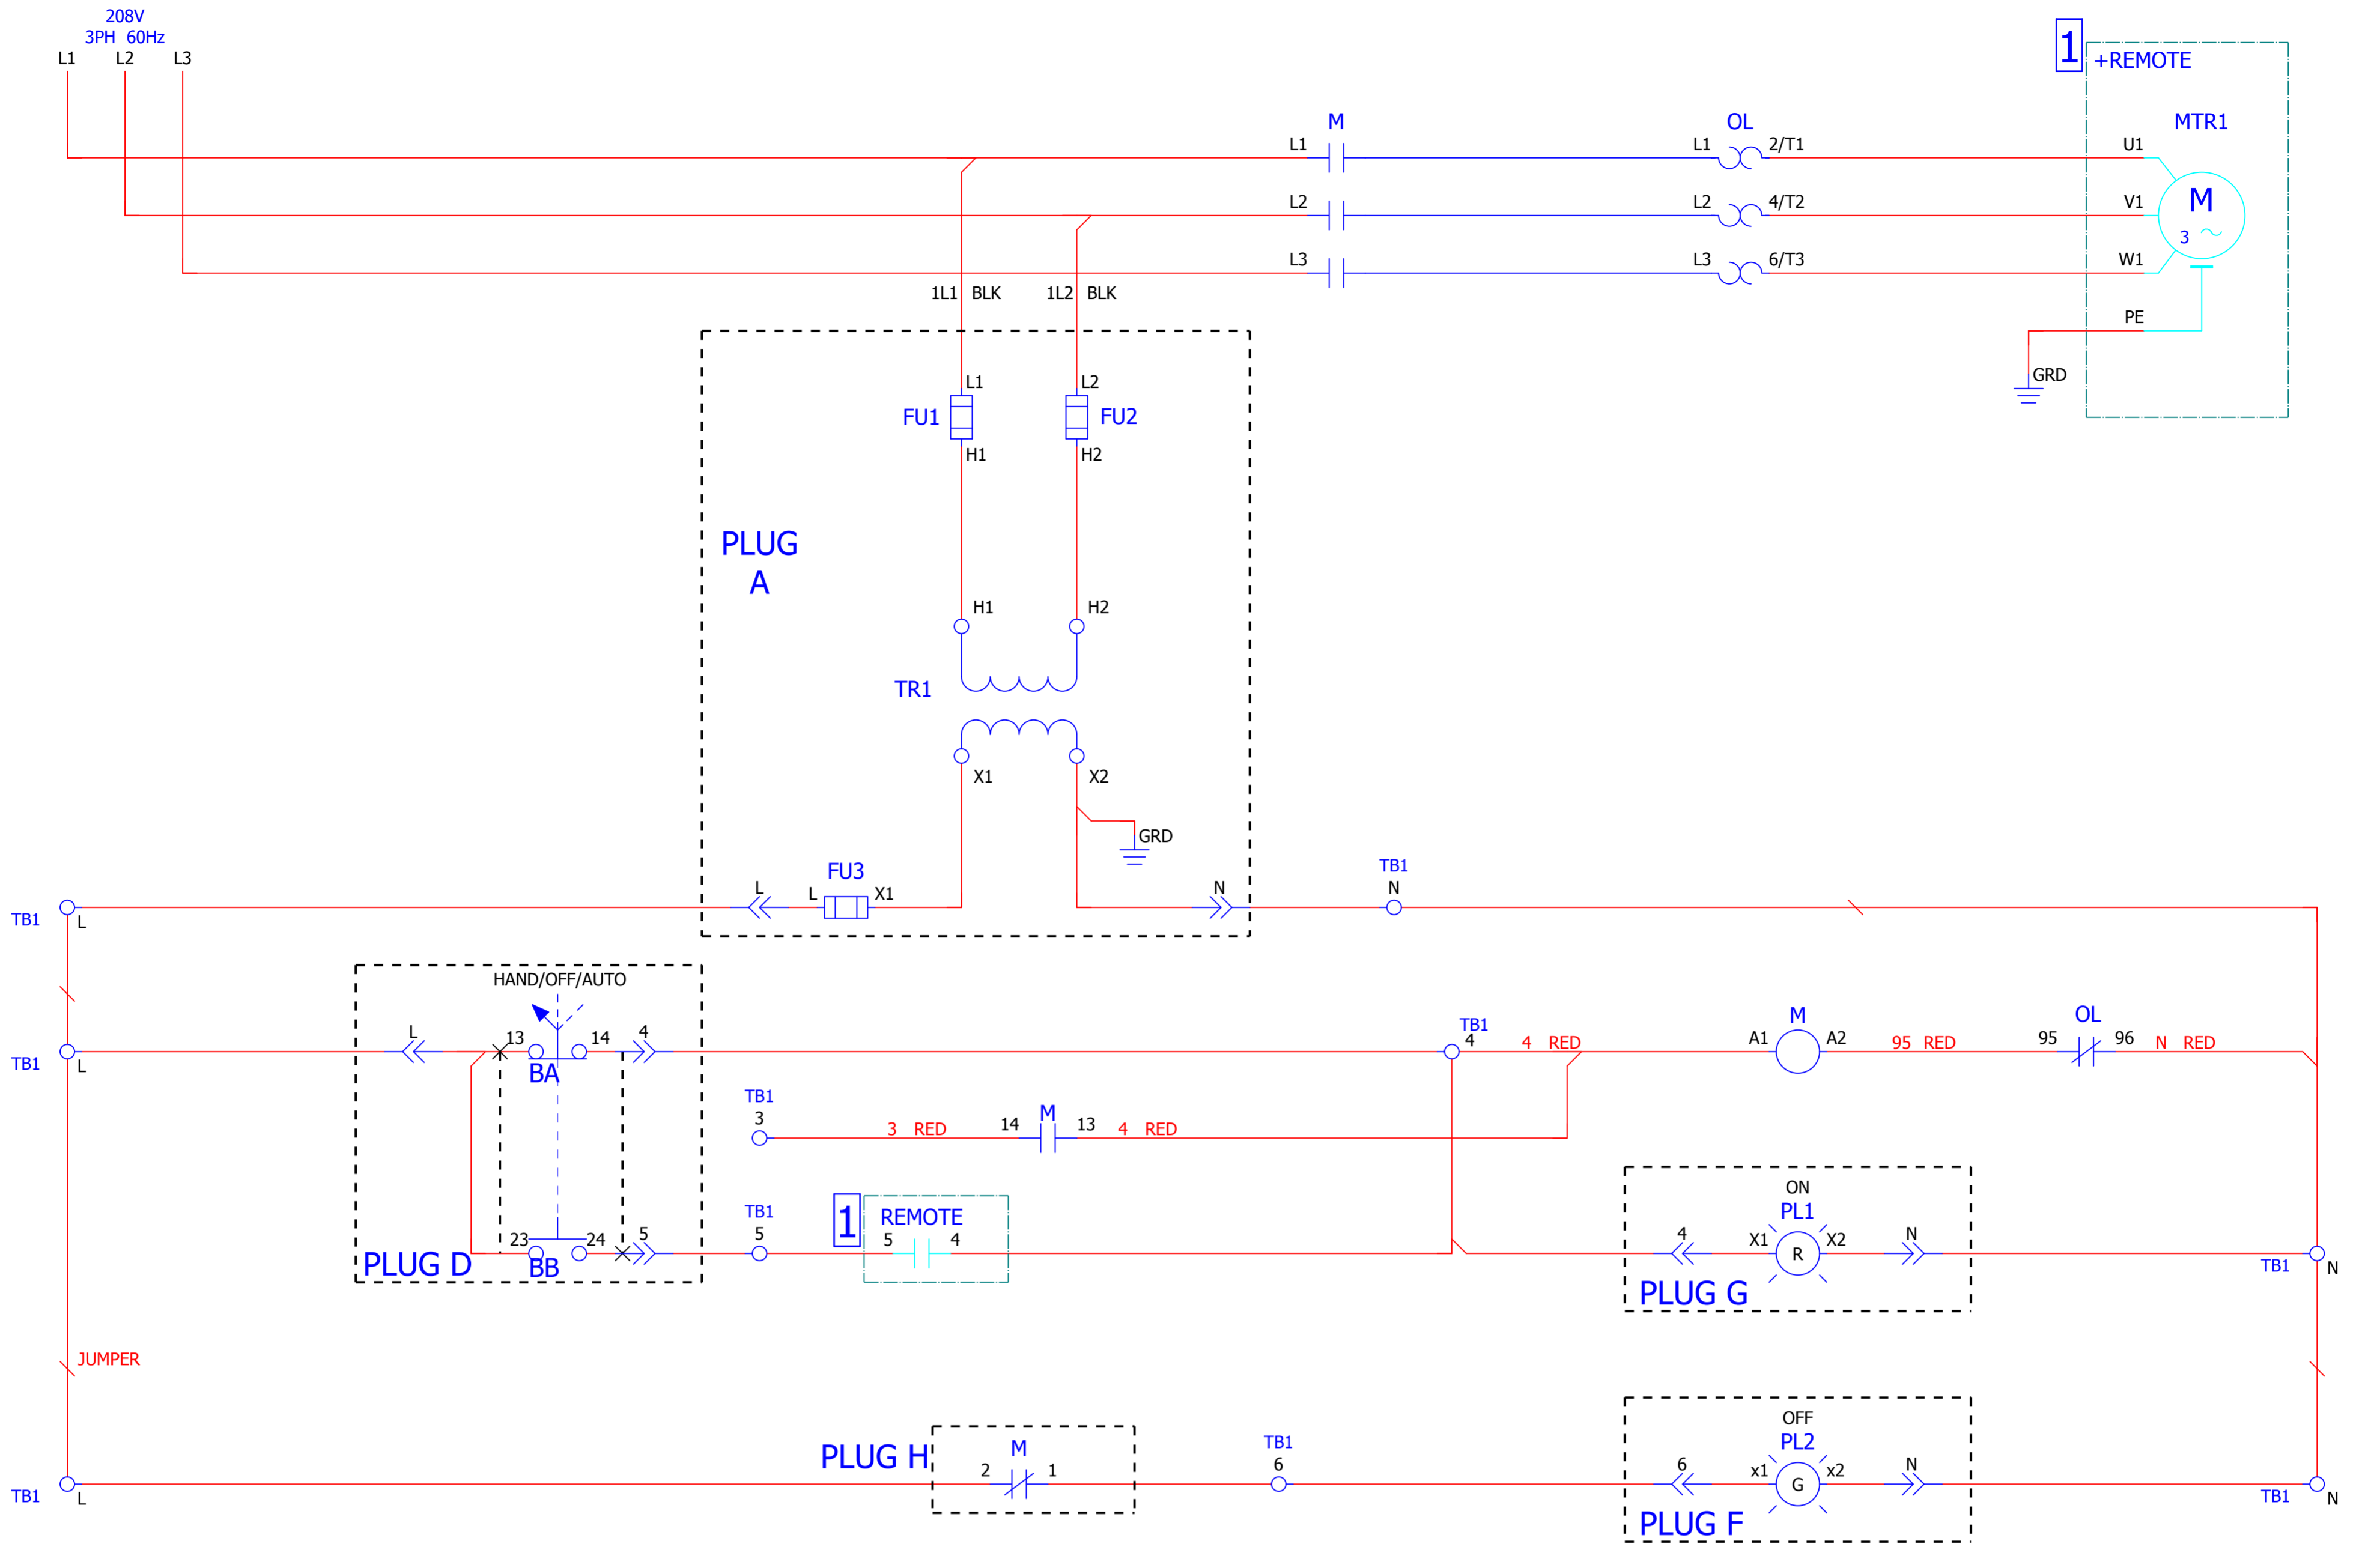 208V
3PH 60Hz
L1 L2 L3
1 +REMOTE
M OL MTR1
L1 L1 2/T1 U1
L2 L2 4/T2 V1
M
3
L3 L3 6/T3 W1
1L1 BLK 1L2 BLK
PE
GRD
L1 L2
FU1 FU2
H1 H2
PLUG
A
H1 H2
TR1
X1 X2
GRD
FU3
L L X1 N
TB1
N
TB1 L
HAND/OFF/AUTO
L 13 14 4
BA
TB1 L
TB1
4
4 RED
M
A1 A2
95 RED
OL
95 96
N RED
TB1
3
3 RED
M
14 13
4 RED
TB1
5
1 REMOTE
5 4
23 24 5
BB
PLUG D
ON
PL1
4 X1 R X2 N
PLUG G
TB1 N
JUMPER
PLUG H
M
2 1
TB1
6
OFF
PL2
6 x1 G x2 N
PLUG F
TB1 L
TB1 N